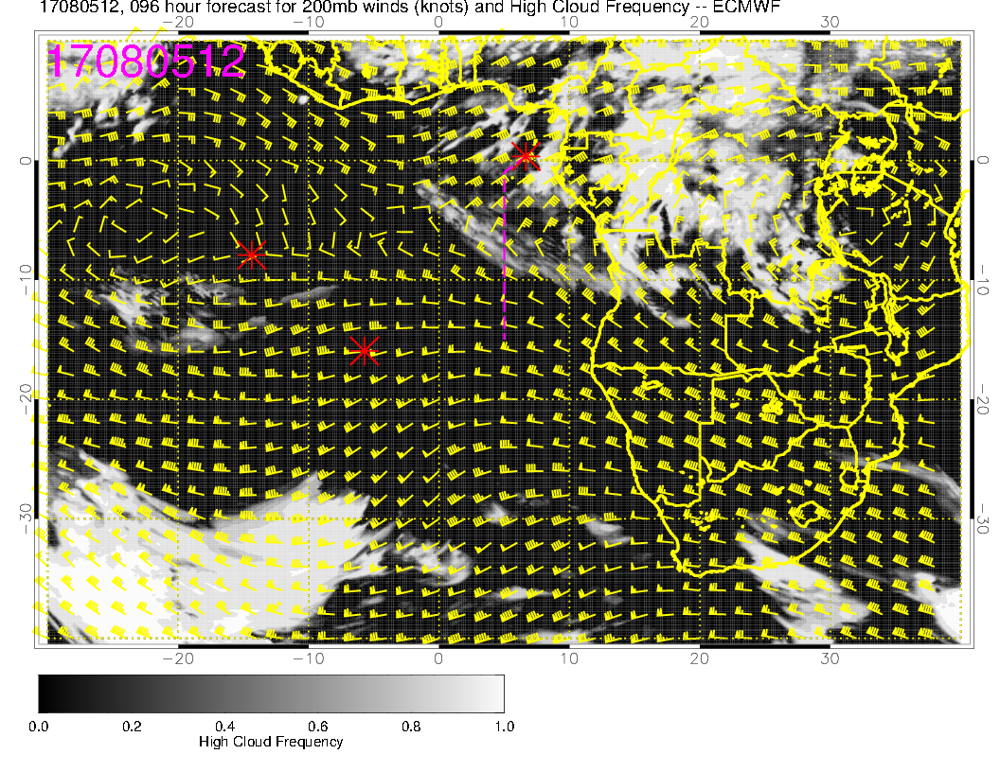 17080512, 096 hour forecast for 200mb winds (knots) and High Cloud Frequency -- ECMWF
−20 −10 0 10 20 30
17080512
0 0
−10 −10
−20 −20
−30 −30
−20 −10 0 10 20 30
0.0 0.2 0.4 0.6 0.8 1.0
High Cloud Frequency